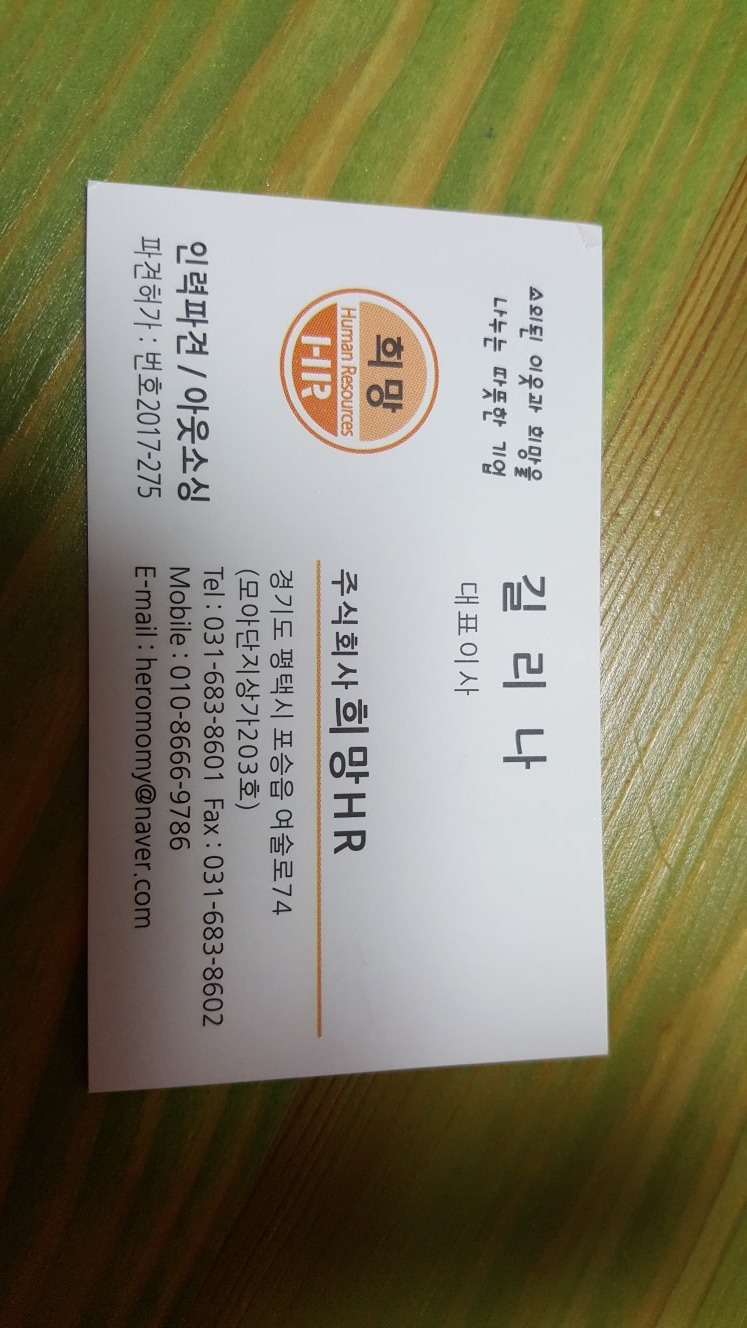 소외된 이웃과 희망을
나누는 따뜻한 기업
희망
Human Resources
HR
인력파견 / 아웃소싱
파견허가 : 번호2017-275
길 리 나
대표이사
주식회사 희망HR
경기도 평택시 포승읍 여술로74
(모아단지상가203호)
Tel : 031-683-8601 Fax : 031-683-8602
Mobile : 010-8666-9786
E-mail : heromomy@naver.com